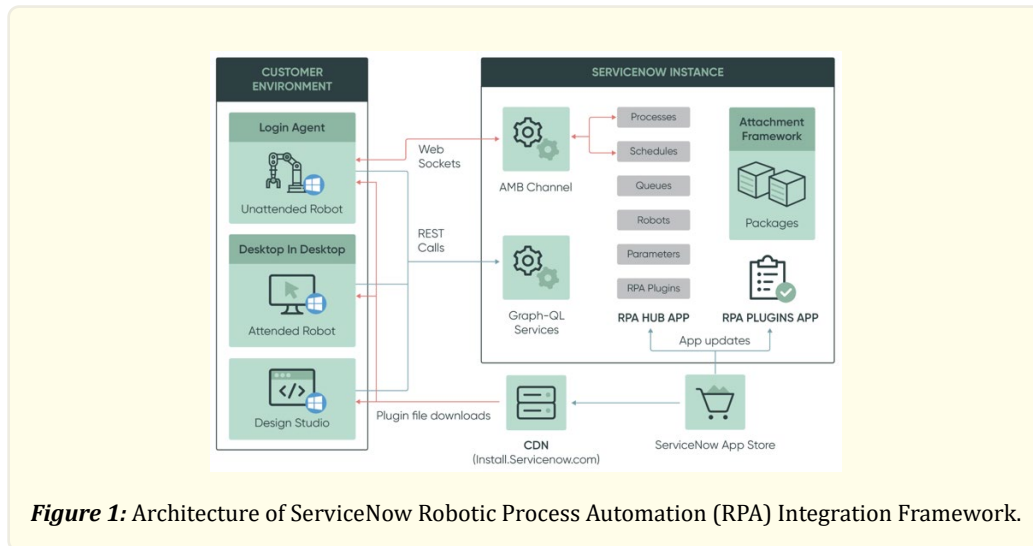 CUSTOMER
ENVIRONMENT
Login Agent
Unattended Robot
Desktop In Desktop
Attended Robot
Design Studio
Web
Sockets
REST
Calls
Plugin file downloads
SERVICENOW INSTANCE
AMB Channel
Graph-QL
Services
Processes
Schedules
Queues
Robots
Parameters
RPA Plugins
RPA HUB APP
Attachment
Framework
Packages
RPA PLUGINS APP
App updates
CDN
(Install.Servicenow.com)
ServiceNow App Store
Figure 1: Architecture of ServiceNow Robotic Process Automation (RPA) Integration Framework.